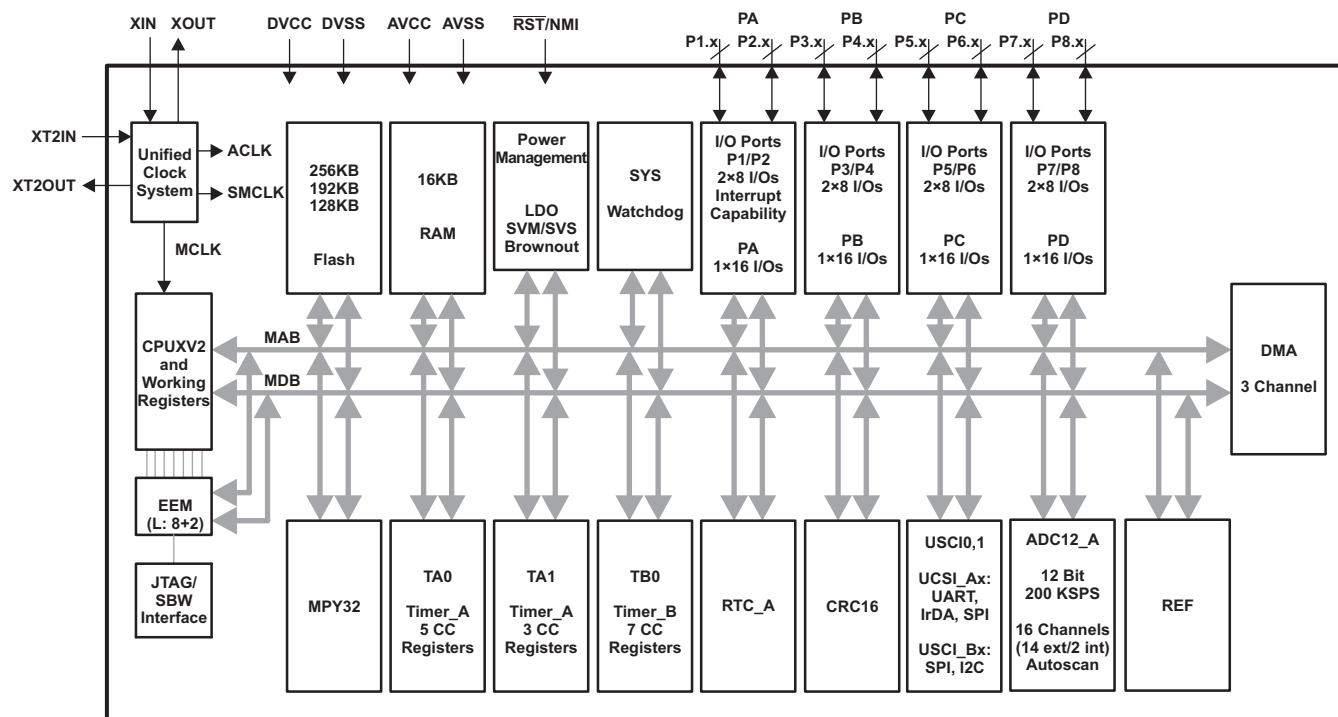 XIN
XOUT
DVCC
DVSS
AVCC
AVSS
RST/NMI
PA
P1.x
P2.x
PB
P3.x
P4.x
PC
P5.x
P6.x
PD
P7.x
P8.x
XT2IN
XT2OUT
Unified
Clock
System
ACLK
SMCLK
MCLK
256KB
192KB
128KB
Flash
16KB
RAM
Power
Management
LDO
SVM/SVS
Brownout
SYS
Watchdog
I/O Ports
P1/P2
2×8 I/Os
Interrupt
Capability
PA
1×16 I/Os
I/O Ports
P3/P4
2×8 I/Os
PB
1×16 I/Os
I/O Ports
P5/P6
2×8 I/Os
PC
1×16 I/Os
I/O Ports
P7/P8
2×8 I/Os
PD
1×16 I/Os
CPUXV2
and
Working
Registers
MAB
MDB
DMA
3 Channel
EEM
(L: 8+2)
JTAG/
SBW
Interface
MPY32
TA0
Timer_A
5 CC
Registers
TA1
Timer_A
3 CC
Registers
TB0
Timer_B
7 CC
Registers
RTC_A
CRC16
USCI0,1
UCSI_Ax:
UART,
IrDA, SPI
USCI_Bx:
SPI, I2C
ADC12_A
12 Bit
200 KSPS
16 Channels
(14 ext/2 int)
Autoscan
REF